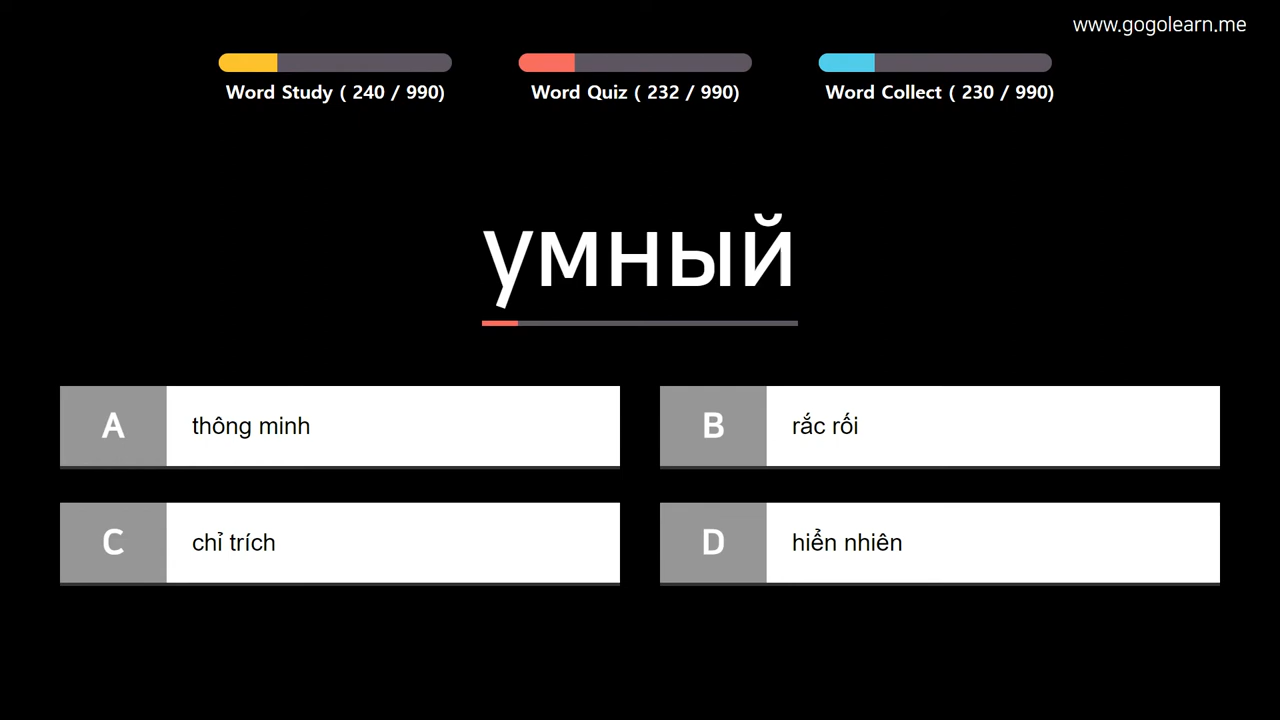 www.gogolearn.me
Word Study ( 240 / 990)
Word Quiz ( 232 / 990)
Word Collect ( 230 / 990)
умный
A thông minh
B rắc rối
C chỉ trích
D hiển nhiên